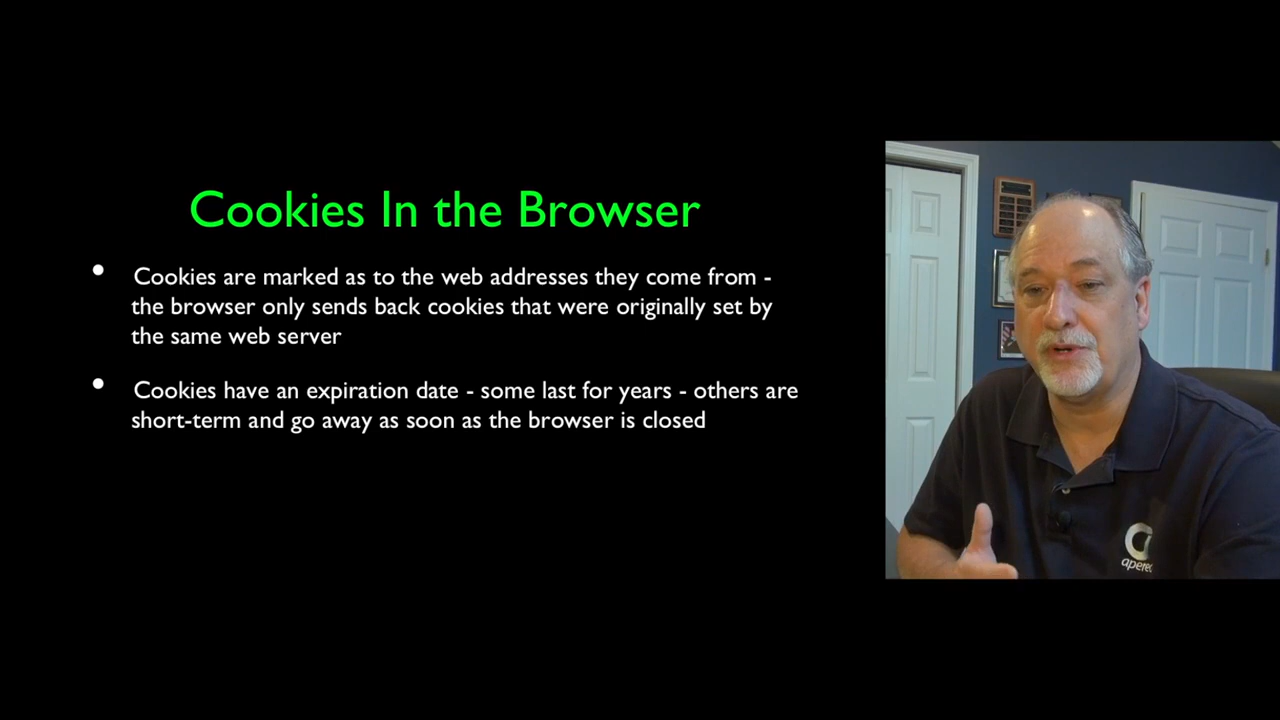 Cookies In the Browser
• Cookies are marked as to the web addresses they come from -
the browser only sends back cookies that were originally set by
the same web server
• Cookies have an expiration date - some last for years - others are
short-term and go away as soon as the browser is closed